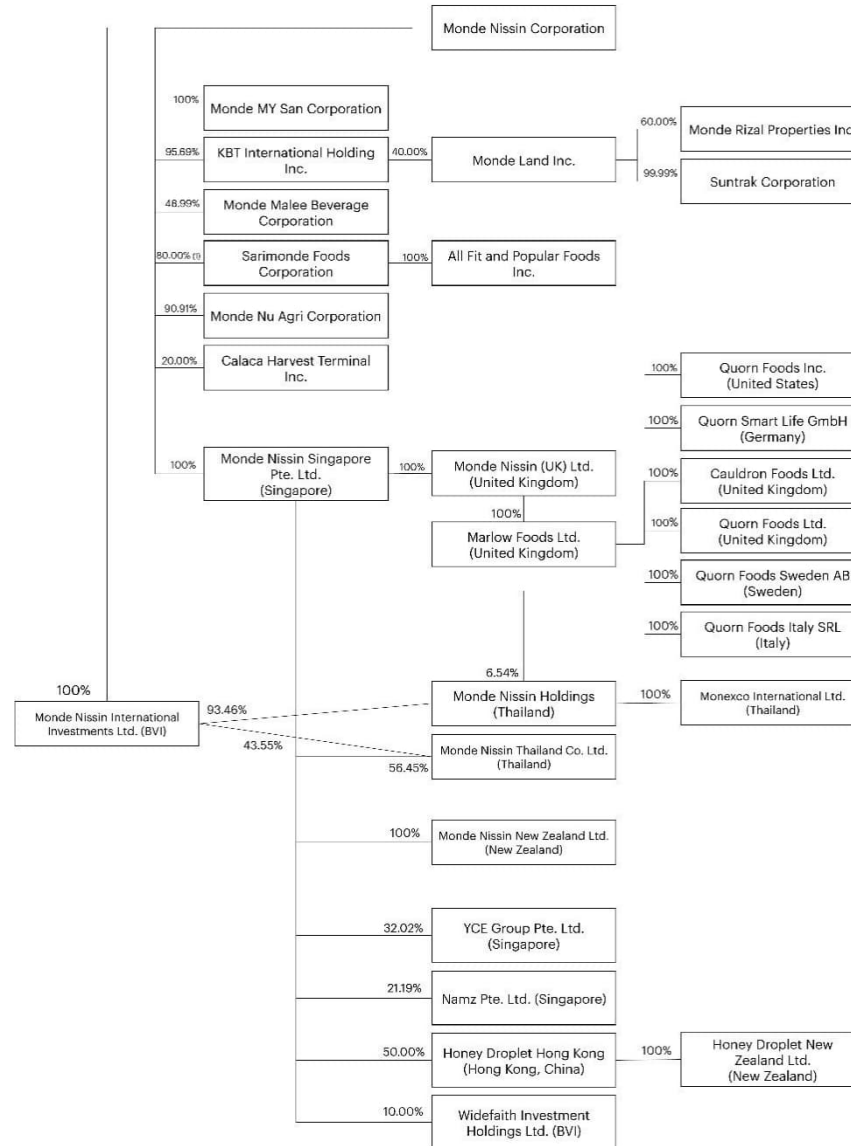 Monde Nissin Corporation
100%
Monde MY San Corporation
95.69%
KBT International Holding
Inc.
40.00%
Monde Land Inc.
60.00%
Monde Rizal Properties Inc
99.99%
Suntrak Corporation
48.99%
Monde Malee Beverage
Corporation
80.00% (1)
Sarimonde Foods
Corporation
100%
All Fit and Popular Foods
Inc.
90.91%
Monde Nu Agri Corporation
20.00%
Calaca Harvest Terminal
Inc.
100%
Monde Nissin Singapore
Pte. Ltd.
(Singapore)
100%
Monde Nissin (UK) Ltd.
(United Kingdom)
100%
Marlow Foods Ltd.
(United Kingdom)
100%
Quorn Foods Inc.
(United States)
100%
Quorn Smart Life GmbH
(Germany)
100%
Cauldron Foods Ltd.
(United Kingdom)
100%
Quorn Foods Ltd.
(United Kingdom)
100%
Quorn Foods Sweden AB
(Sweden)
100%
Quorn Foods Italy SRL
(Italy)
100%
Monde Nissin International
Investments Ltd. (BVI)
93.46%
6.54%
Monde Nissin Holdings
(Thailand)
100%
Monexco International Ltd.
(Thailand)
43.55%
56.45%
Monde Nissin Thailand Co. Ltd.
(Thailand)
100%
Monde Nissin New Zealand Ltd.
(New Zealand)
32.02%
YCE Group Pte. Ltd.
(Singapore)
21.19%
Namz Pte. Ltd. (Singapore)
50.00%
Honey Droplet Hong Kong
(Hong Kong, China)
100%
Honey Droplet New
Zealand Ltd.
(New Zealand)
10.00%
Widefaith Investment
Holdings Ltd. (BVI)